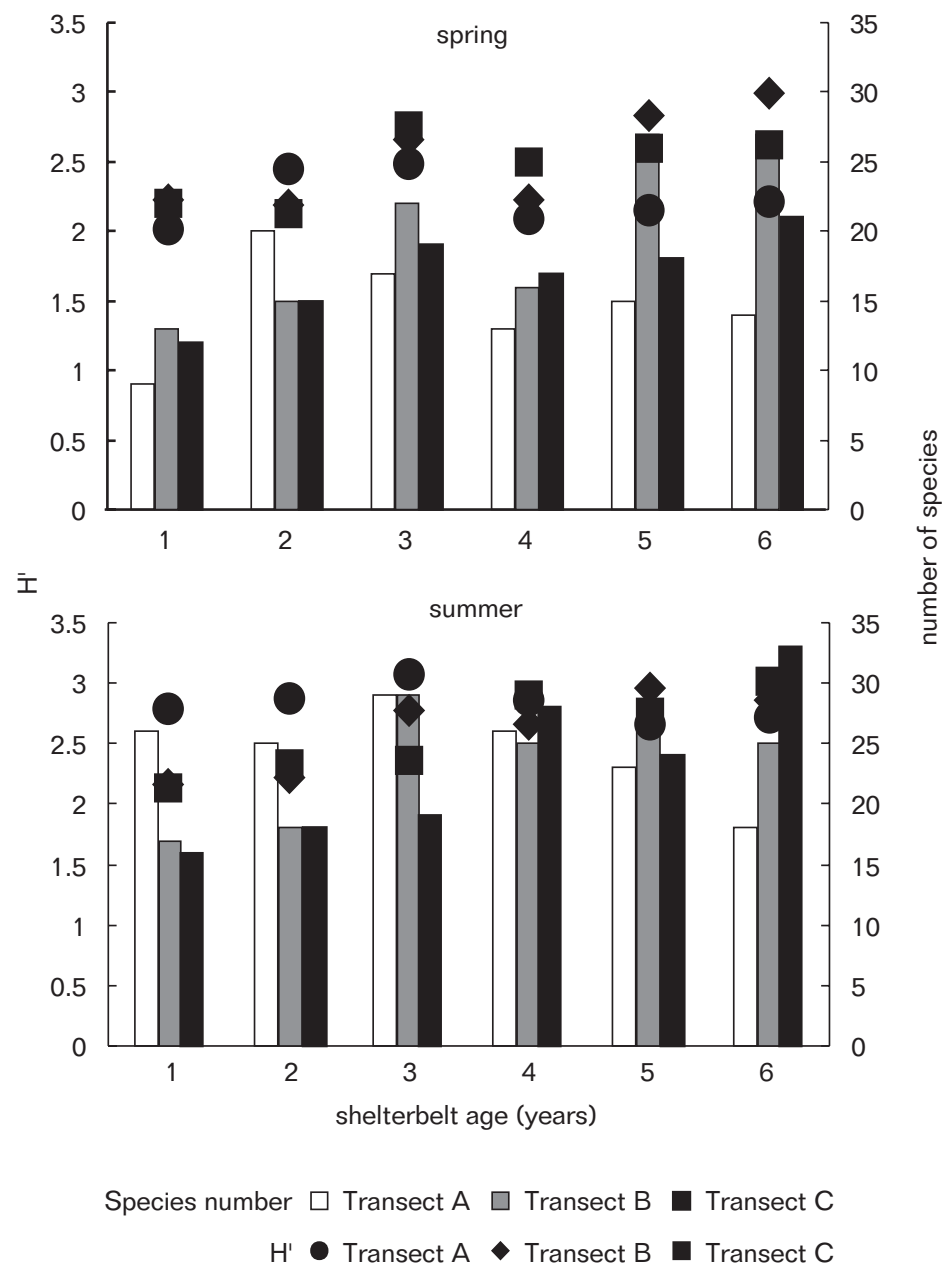 spring
3.5 35
3 30
2.5 25
2 20
1.5 15
1 10
0.5 5
0 0
1 2 3 4 5 6
H'
number of species
summer
3.5 35
3 30
2.5 25
2 20
1.5 15
1 10
0.5 5
0 0
1 2 3 4 5 6
shelterbelt age (years)
Species number Transect A Transect B Transect C
H' Transect A Transect B Transect C